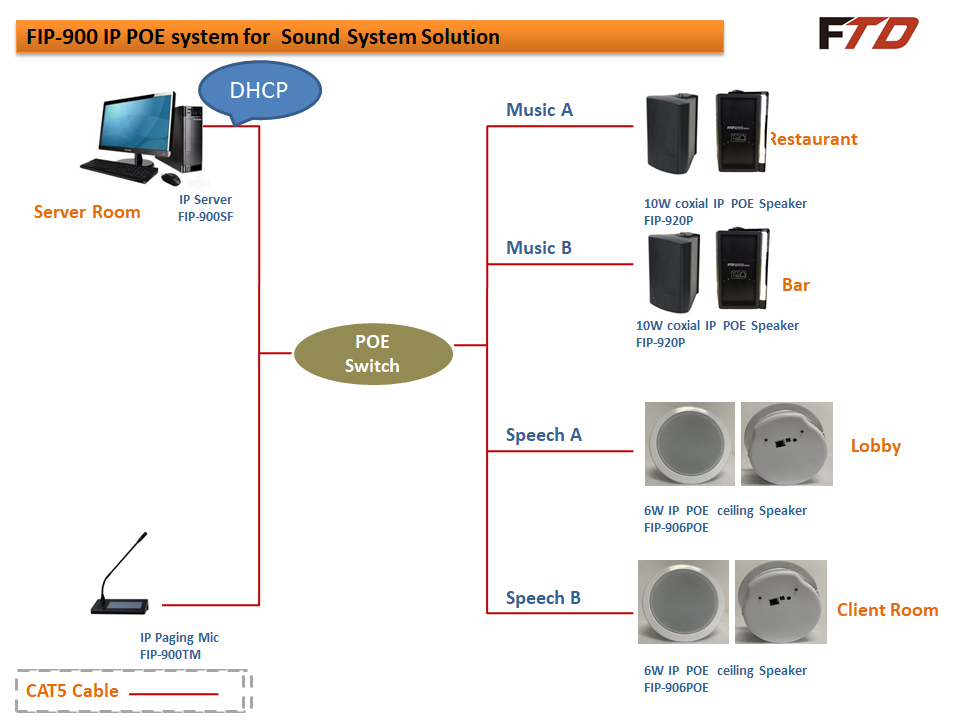 FIP-900 IP POE system for Sound System Solution
FTD
DHCP
Music A
Restaurant
IP Server
FIP-900SF
Server Room
10W coxial IP POE Speaker
FIP-920P
Music B
Bar
10W coxial IP POE Speaker
FIP-920P
POE
Switch
Speech A
Lobby
6W IP POE ceiling Speaker
FIP-906POE
Speech B
Client Room
IP Paging Mic
FIP-900TM
6W IP POE ceiling Speaker
FIP-906POE
CAT5 Cable